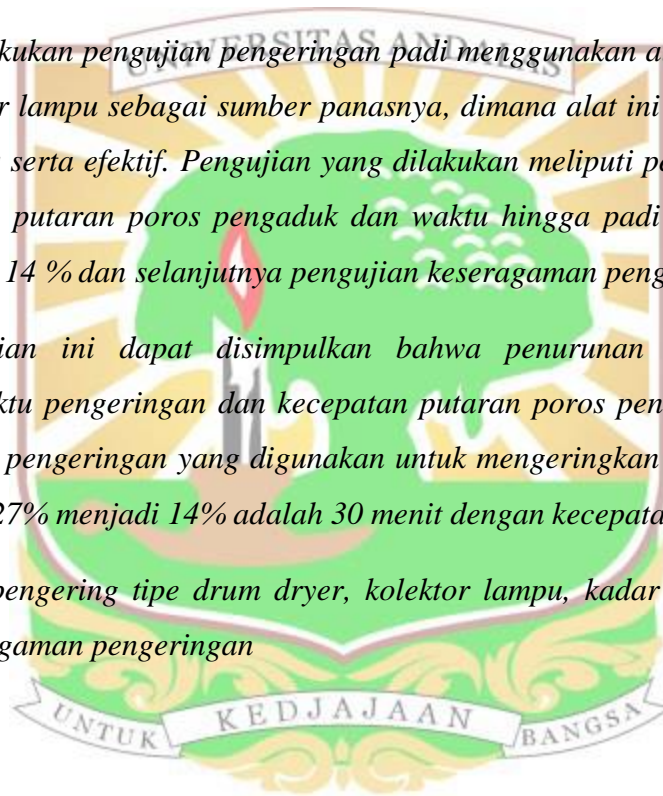 UNIVERSITAS ANDALAS
kukan pengujian pengeringan padi menggunakan a
r lampu sebagai sumber panasnya, dimana alat ini
serta efektif. Pengujian yang dilakukan meliputi p
putaran poros pengaduk dan waktu hingga padi
14 % dan selanjutnya pengujian keseragaman peng
ian ini dapat disimpulkan bahwa penurunan
ktu pengeringan dan kecepatan putaran poros pen
pengeringan yang digunakan untuk mengeringkan
27% menjadi 14% adalah 30 menit dengan kecepata
pengering tipe drum dryer, kolektor lampu, kadar
gaman pengeringan
UNTUK KEDJAJAAN BANGSA